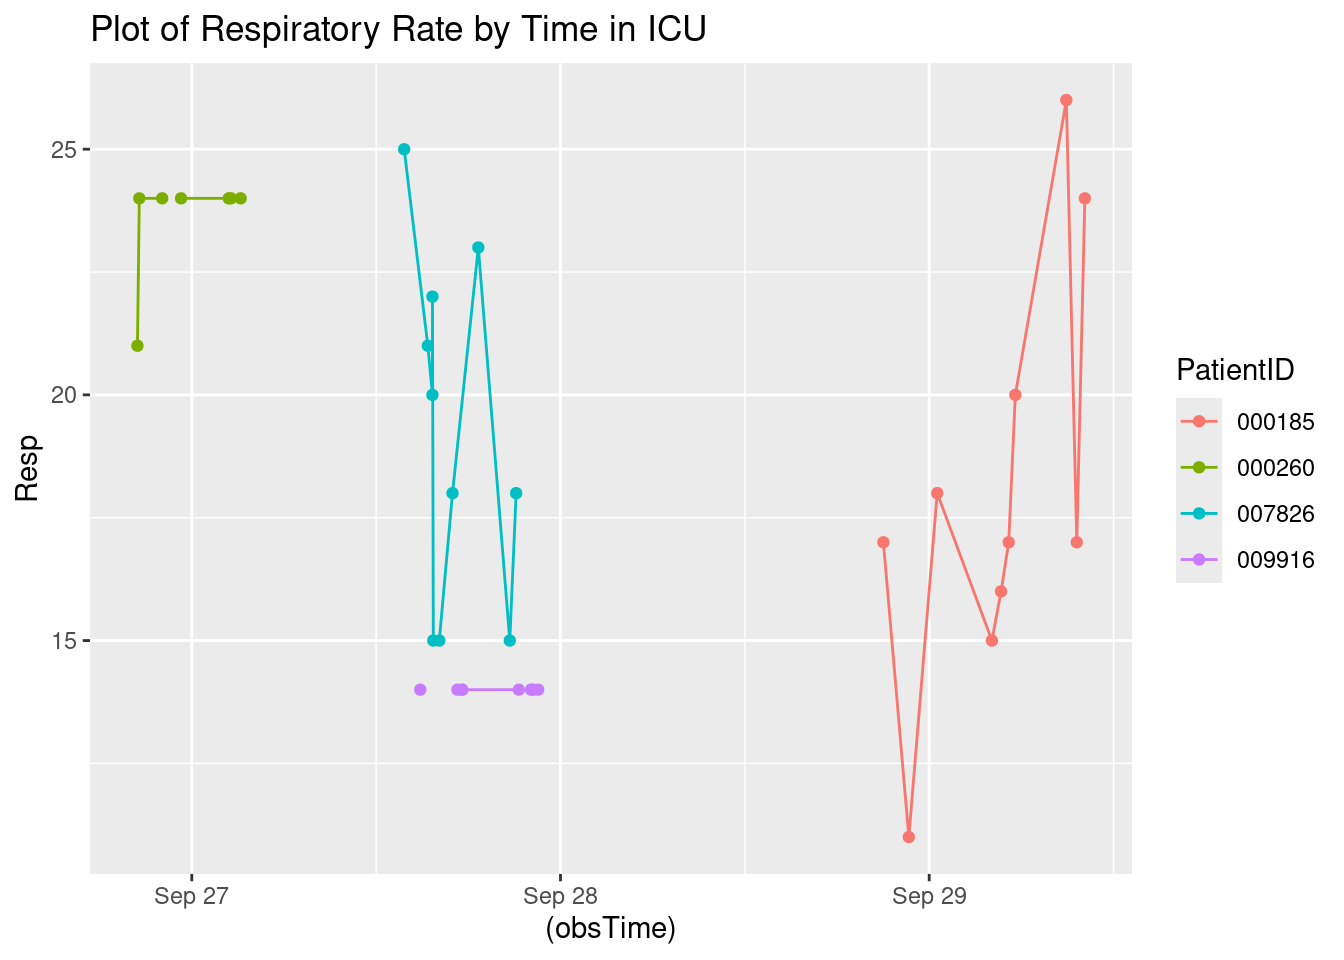 Plot of Respiratory Rate by Time in ICU
25
20
15
Resp
Sep 27
Sep 28
Sep 29
(obsTime)
PatientID
000185
000260
007826
009916